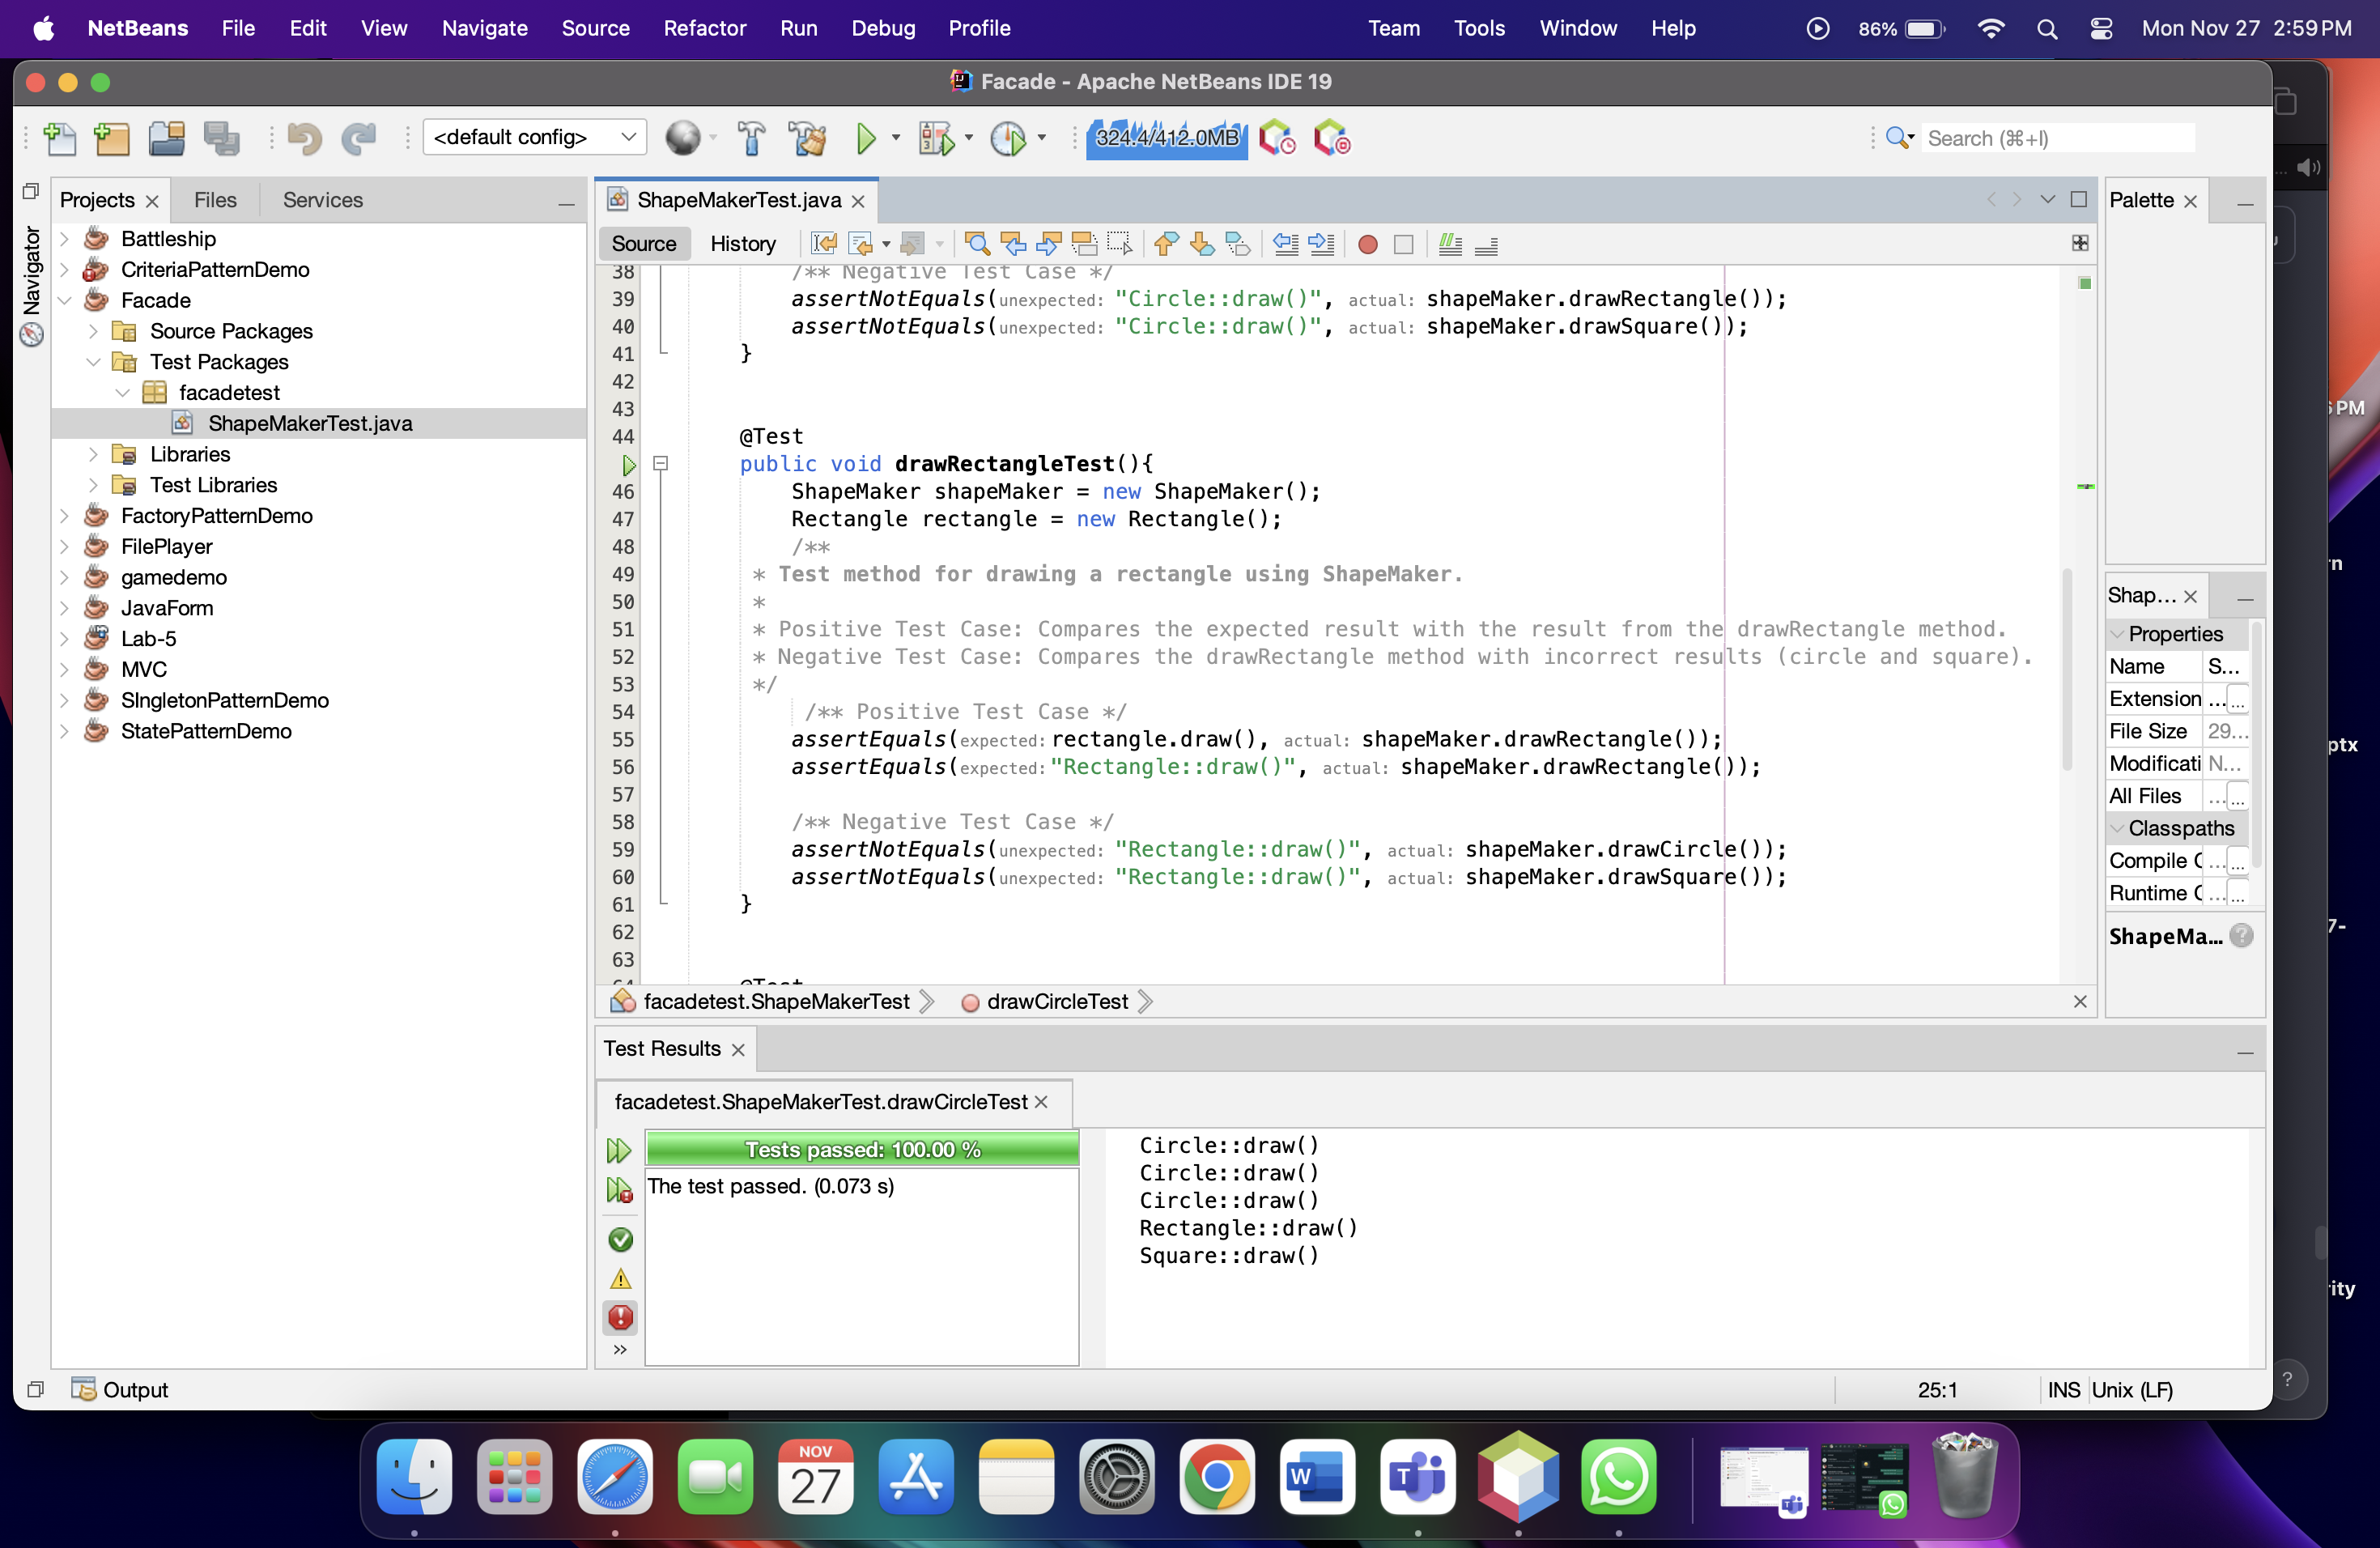 NetBeans File Edit View Navigate Source Refactor Run Debug Profile Team Tools Window Help 86% Mon Nov 27 2:59 PM
Facade - Apache NetBeans IDE 19
<default config> 324.4/412.0MB Search (⌘+I)
Projects Files Services
Navigator
Battleship
CriteriaPatternDemo
Facade
Source Packages
Test Packages
facadetest
ShapeMakerTest.java
Libraries
Test Libraries
FactoryPatternDemo
FilePlayer
gamedemo
JavaForm
Lab-5
MVC
SIngletonPatternDemo
StatePatternDemo
ShapeMakerTest.java
Source History
38 /** Negative Test Case */
39 assertNotEquals(unexpected: "Circle::draw()", actual: shapeMaker.drawRectangle());
40 assertNotEquals(unexpected: "Circle::draw()", actual: shapeMaker.drawSquare());
41 }
42
43
44 @Test
public void drawRectangleTest(){
46 ShapeMaker shapeMaker = new ShapeMaker();
47 Rectangle rectangle = new Rectangle();
48 /**
49 * Test method for drawing a rectangle using ShapeMaker.
50 *
51 * Positive Test Case: Compares the expected result with the result from the drawRectangle method.
52 * Negative Test Case: Compares the drawRectangle method with incorrect results (circle and square).
53 */
54 /** Positive Test Case */
55 assertEquals(expected: rectangle.draw(), actual: shapeMaker.drawRectangle());
56 assertEquals(expected: "Rectangle::draw()", actual: shapeMaker.drawRectangle());
57
58 /** Negative Test Case */
59 assertNotEquals(unexpected: "Rectangle::draw()", actual: shapeMaker.drawCircle());
60 assertNotEquals(unexpected: "Rectangle::draw()", actual: shapeMaker.drawSquare());
61 }
62
63
64 @Test
facadetest.ShapeMakerTest drawCircleTest
Palette
Shap...
Properties
Name S...
Extension ... ...
File Size 29...
Modificati N...
All Files ... ...
Classpaths
Compile C ... ...
Runtime C ... ...
ShapeMa... ?
Test Results
facadetest.ShapeMakerTest.drawCircleTest
Tests passed: 100.00 %
The test passed. (0.073 s)
Circle::draw()
Circle::draw()
Circle::draw()
Rectangle::draw()
Square::draw()
Output 25:1 INS Unix (LF)
PM
ptx
7-
ity
?
NOV
27
W
T